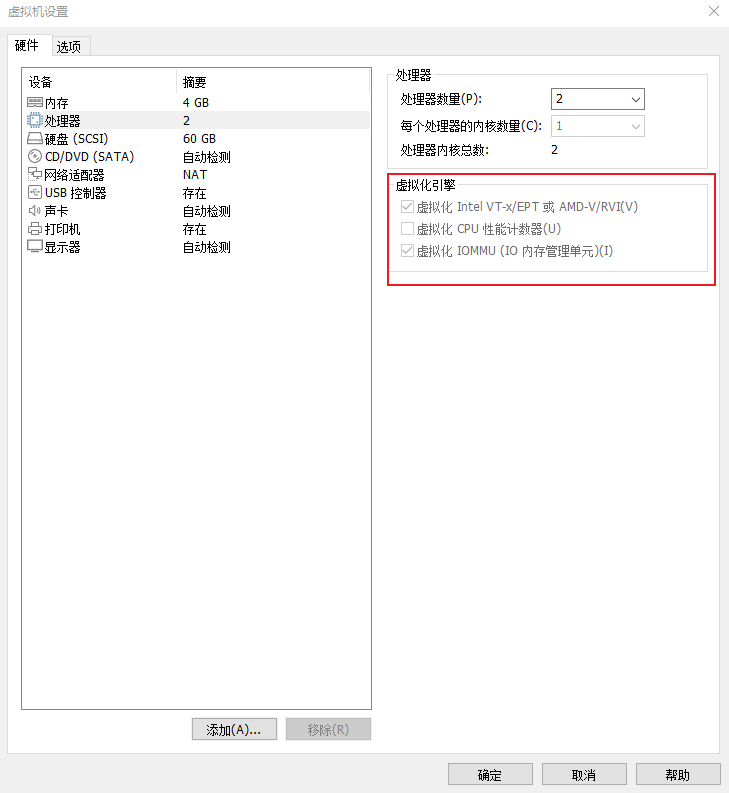 虚拟机设置
硬件 选项
设备 摘要
内存 4 GB
处理器 2
硬盘 (SCSI) 60 GB
CD/DVD (SATA) 自动检测
网络适配器 NAT
USB 控制器 存在
声卡 自动检测
打印机 存在
显示器 自动检测
添加(A)... 移除(R)
处理器
处理器数量(P): 2
每个处理器的内核数量(C): 1
处理器内核总数: 2
虚拟化引擎
虚拟化 Intel VT-x/EPT 或 AMD-V/RVI(V)
虚拟化 CPU 性能计数器(U)
虚拟化 IOMMU (IO 内存管理单元)(I)
确定 取消 帮助